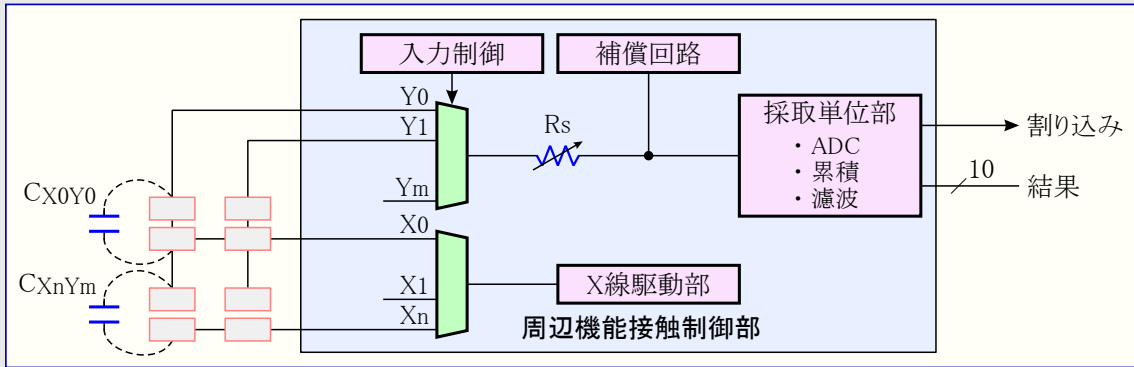 入力制御
補償回路
Y0
Y1
Ym
Rs
採取単位部
・ADC
・累積
・濾波
割り込み
10
結果
CX0Y0
CXnYm
X0
X1
Xn
X線駆動部
周辺機能接触制御部